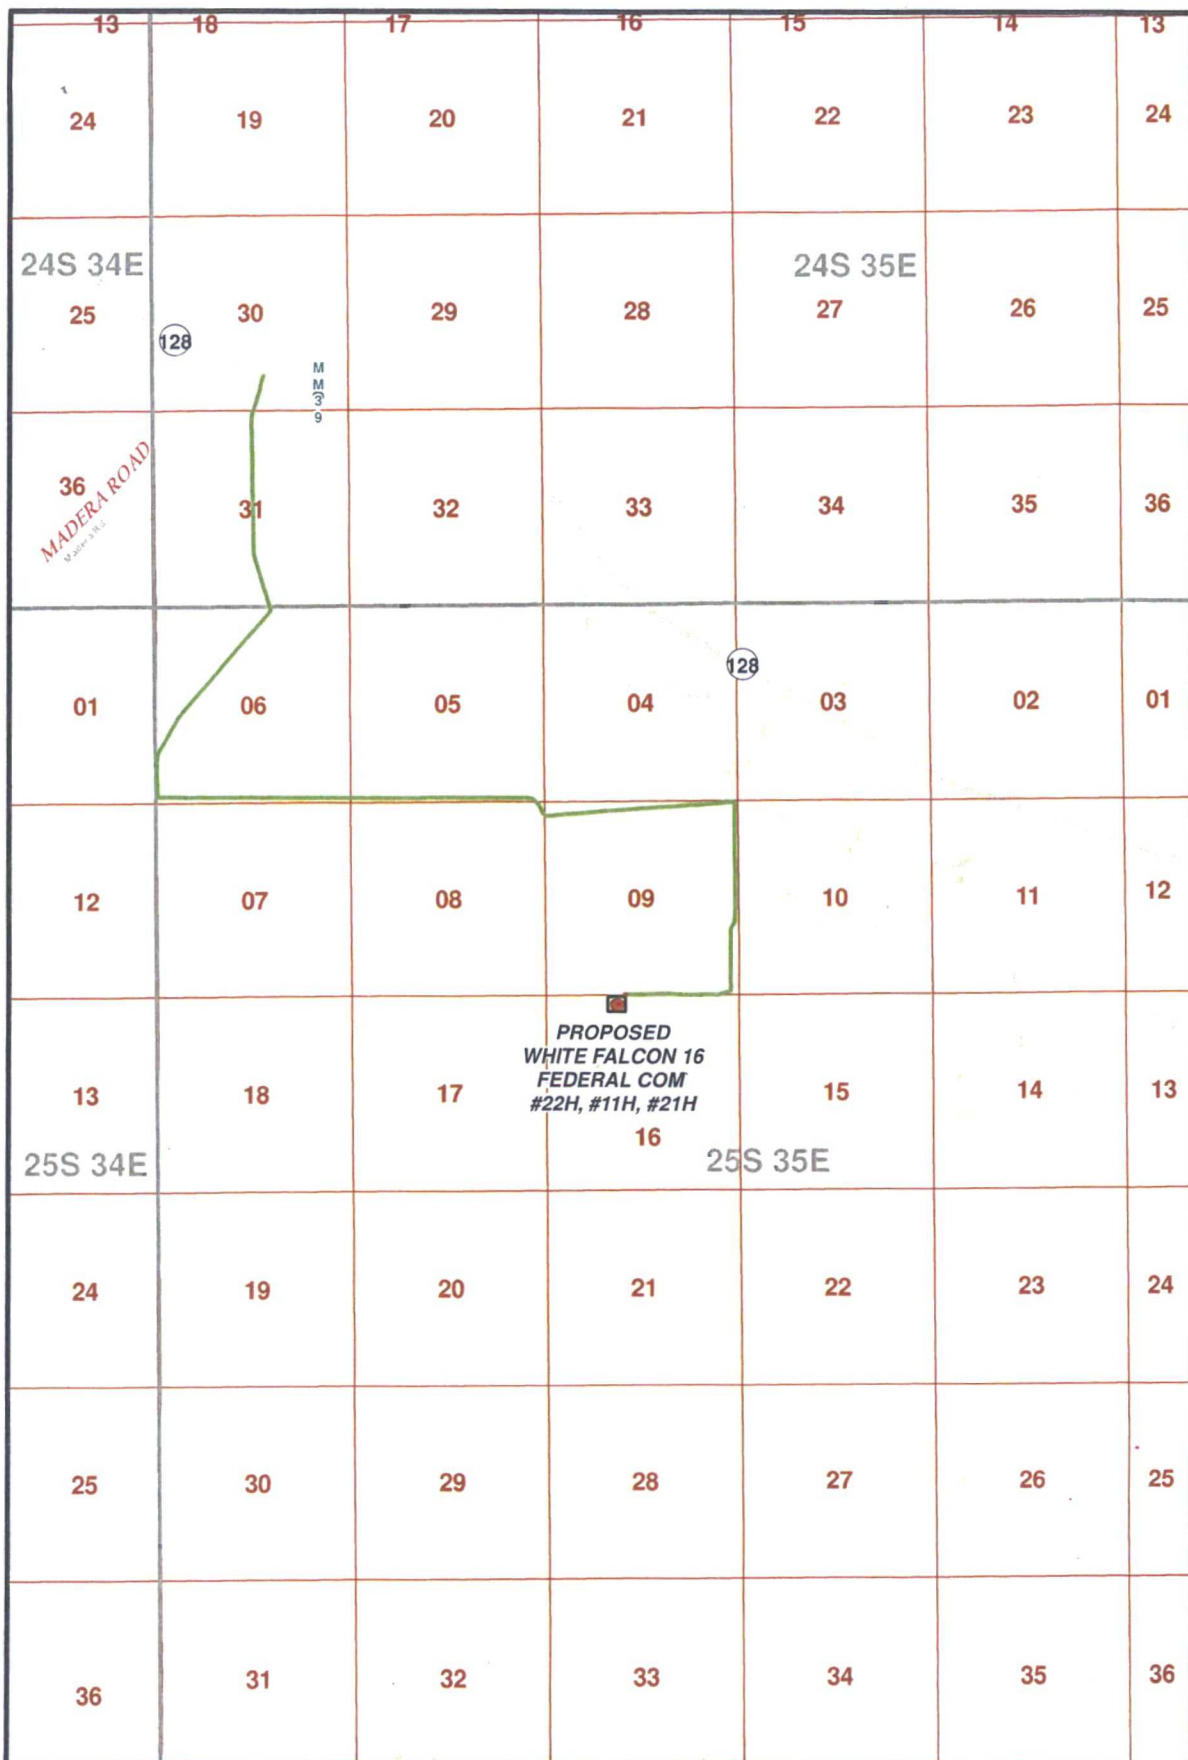 13 18 17 16 15 14 13
24 19 20 21 22 23 24
24S 34E 24S 35E
25 30 29 28 27 26 25
128
M
M
3
9
36 31 32 33 34 35 36
MADERA ROAD
Madera Rd
128
01 06 05 04 03 02 01
12 07 08 09 10 11 12
PROPOSED
WHITE FALCON 16
FEDERAL COM
#22H, #11H, #21H
13 18 17 15 14 13
16
25S 34E 25S 35E
24 19 20 21 22 23 24
25 30 29 28 27 26 25
36 31 32 33 34 35 36